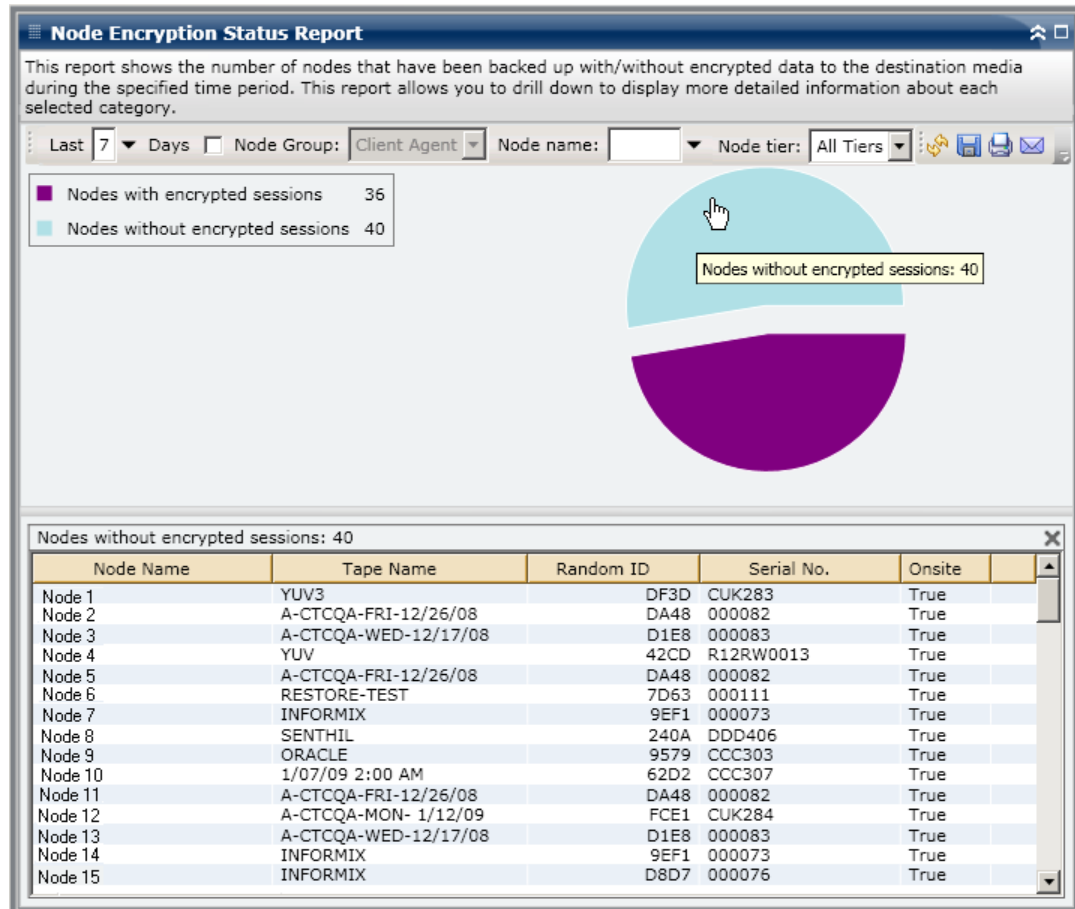 Node Encryption Status Report
This report shows the number of nodes that have been backed up with/without encrypted data to the destination media
during the specified time period. This report allows you to drill down to display more detailed information about each
selected category.
Last 7 Days Node Group: Client Agent Node name: Node tier: All Tiers
Nodes with encrypted sessions 36
Nodes without encrypted sessions 40
Nodes without encrypted sessions: 40
Nodes without encrypted sessions: 40
Node Name Tape Name Random ID Serial No. Onsite
Node 1 YUV3 DF3D CUK283 True
Node 2 A-CTCQA-FRI-12/26/08 DA48 000082 True
Node 3 A-CTCQA-WED-12/17/08 D1E8 000083 True
Node 4 YUV 42CD R12RW0013 True
Node 5 A-CTCQA-FRI-12/26/08 DA48 000082 True
Node 6 RESTORE-TEST 7D63 000111 True
Node 7 INFORMIX 9EF1 000073 True
Node 8 SENTHIL 240A DDD406 True
Node 9 ORACLE 9579 CCC303 True
Node 10 1/07/09 2:00 AM 62D2 CCC307 True
Node 11 A-CTCQA-FRI-12/26/08 DA48 000082 True
Node 12 A-CTCQA-MON- 1/12/09 FCE1 CUK284 True
Node 13 A-CTCQA-WED-12/17/08 D1E8 000083 True
Node 14 INFORMIX 9EF1 000073 True
Node 15 INFORMIX D8D7 000076 True